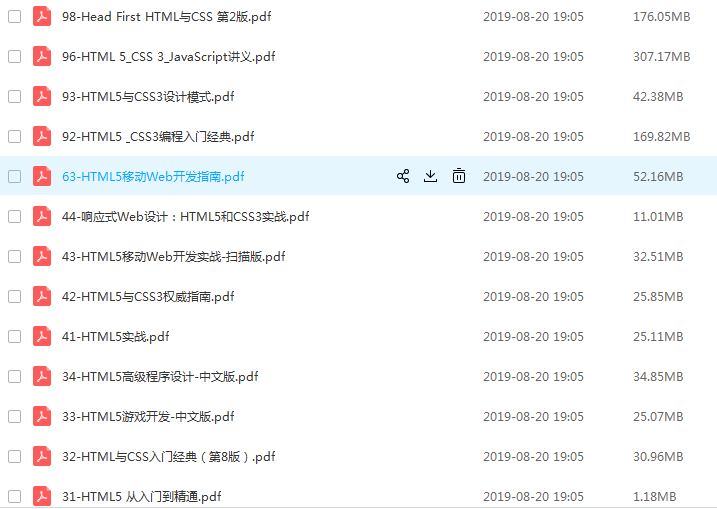 98-Head First HTML与CSS 第2版.pdf 2019-08-20 19:05 176.05MB
96-HTML 5_CSS 3_JavaScript讲义.pdf 2019-08-20 19:05 307.17MB
93-HTML5与CSS3设计模式.pdf 2019-08-20 19:05 42.38MB
92-HTML5 _CSS3编程入门经典.pdf 2019-08-20 19:05 169.82MB
63-HTML5移动Web开发指南.pdf 2019-08-20 19:05 52.16MB
44-响应式Web设计：HTML5和CSS3实战.pdf 2019-08-20 19:05 11.01MB
43-HTML5移动Web开发实战-扫描版.pdf 2019-08-20 19:05 32.51MB
42-HTML5与CSS3权威指南.pdf 2019-08-20 19:05 25.85MB
41-HTML5实战.pdf 2019-08-20 19:05 25.11MB
34-HTML5高级程序设计-中文版.pdf 2019-08-20 19:05 34.85MB
33-HTML5游戏开发-中文版.pdf 2019-08-20 19:05 25.07MB
32-HTML与CSS入门经典（第8版）.pdf 2019-08-20 19:05 30.96MB
31-HTML5 从入门到精通.pdf 2019-08-20 19:05 1.18MB